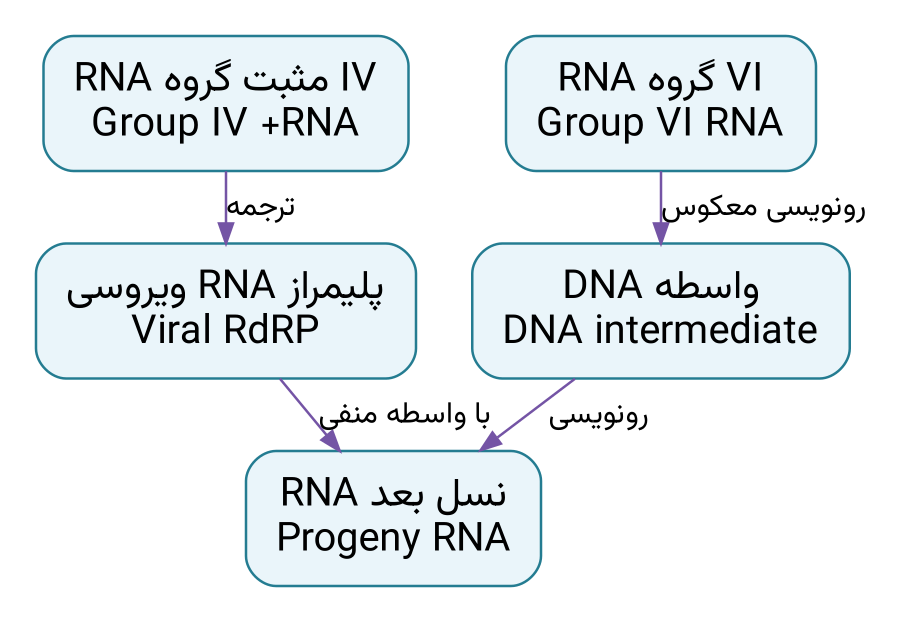 RNA مثبت گروه IV
Group IV +RNA
RNA گروه VI
Group VI RNA
ترجمه
رونویسی معکوس
پلیمراز RNA ویروسی
Viral RdRP
DNA واسطه
DNA intermediate
با واسطه منفی
رونویسی
RNA نسل بعد
Progeny RNA